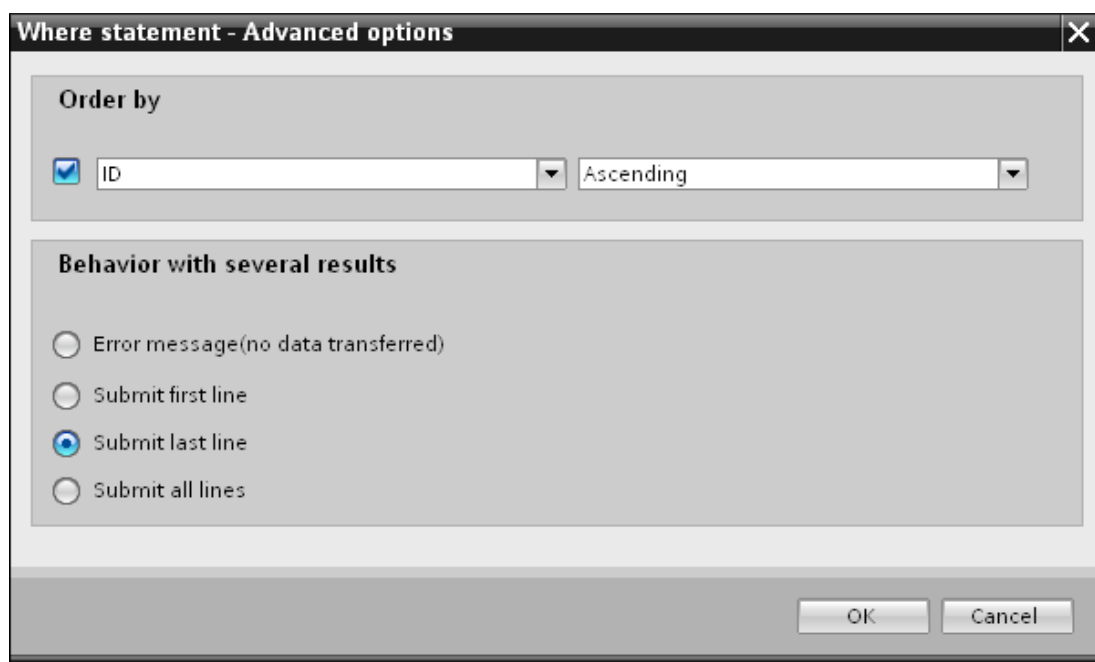 Where statement - Advanced options
Order by
ID Ascending
Behavior with several results
Error message(no data transferred)
Submit first line
Submit last line
Submit all lines
OK Cancel